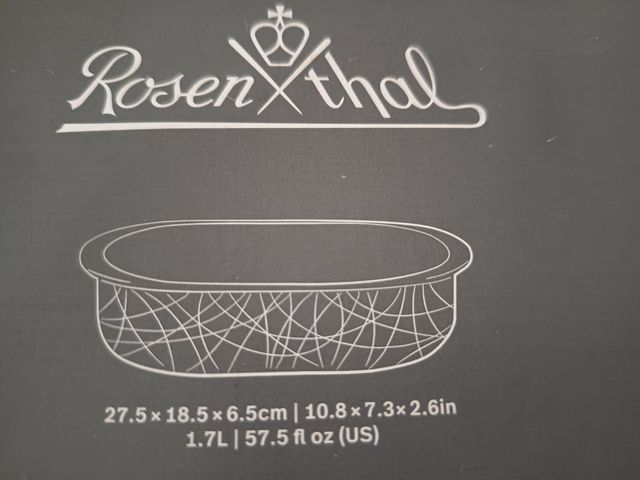 Rosenthal
27.5 × 18.5 × 6.5cm | 10.8 × 7.3 × 2.6in
1.7L | 57.5 fl oz (US)